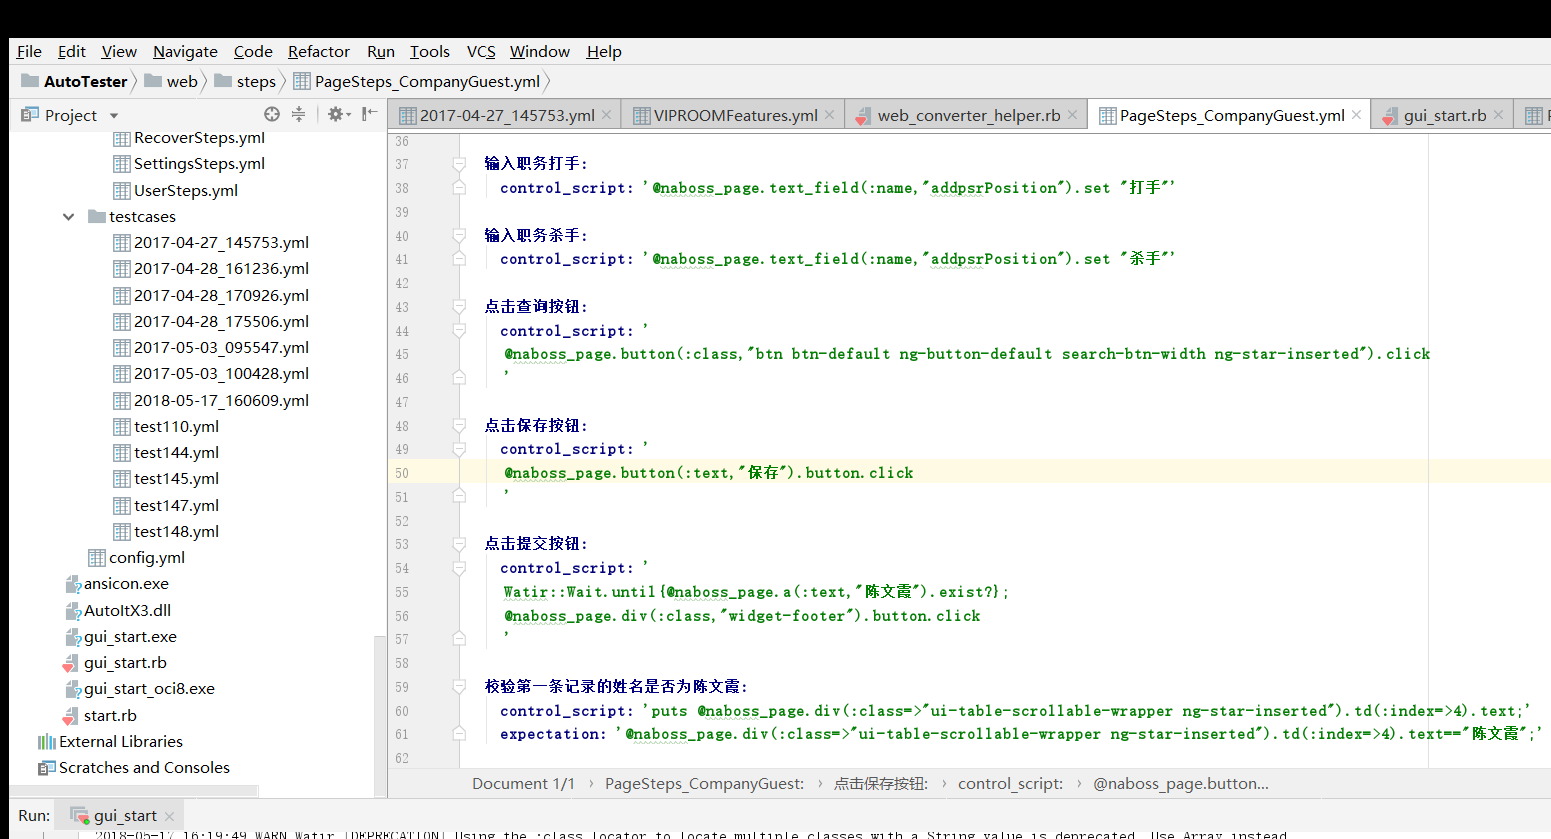 File Edit View Navigate Code Refactor Run Tools VCS Window Help
AutoTester web steps PageSteps_CompanyGuest.yml
Project
2017-04-27_145753.yml VIPROOMFeatures.yml web_converter_helper.rb PageSteps_CompanyGuest.yml gui_start.rb
RecoverSteps.yml
SettingsSteps.yml
UserSteps.yml
testcases
2017-04-27_145753.yml
2017-04-28_161236.yml
2017-04-28_170926.yml
2017-04-28_175506.yml
2017-05-03_095547.yml
2017-05-03_100428.yml
2018-05-17_160609.yml
test110.yml
test144.yml
test145.yml
test147.yml
test148.yml
config.yml
ansicon.exe
AutoItX3.dll
gui_start.exe
gui_start.rb
gui_start_oci8.exe
start.rb
External Libraries
Scratches and Consoles
36
37 输入职务打手:
38 control_script: '@naboss_page.text_field(:name,"addpsrPosition").set "打手"'
39
40 输入职务杀手:
41 control_script: '@naboss_page.text_field(:name,"addpsrPosition").set "杀手"'
42
43 点击查询按钮:
44 control_script: '
45 @naboss_page.button(:class,"btn btn-default ng-button-default search-btn-width ng-star-inserted").click
46 '
47
48 点击保存按钮:
49 control_script: '
50 @naboss_page.button(:text,"保存").button.click
51 '
52
53 点击提交按钮:
54 control_script: '
55 Watir::Wait.until{@naboss_page.a(:text,"陈文霞").exist?};
56 @naboss_page.div(:class,"widget-footer").button.click
57 '
58
59 校验第一条记录的姓名是否为陈文霞:
60 control_script: 'puts @naboss_page.div(:class=>"ui-table-scrollable-wrapper ng-star-inserted").td(:index=>4).text;'
61 expectation: '@naboss_page.div(:class=>"ui-table-scrollable-wrapper ng-star-inserted").td(:index=>4).text=="陈文霞";'
62
Document 1/1 › PageSteps_CompanyGuest: › 点击保存按钮: › control_script: › @naboss_page.button...
Run: gui_start
2018-05-17 16:19:49 WARN Watir [DEPRECATION] Using the :class locator to locate multiple classes with a String value is deprecated. Use Array instead.